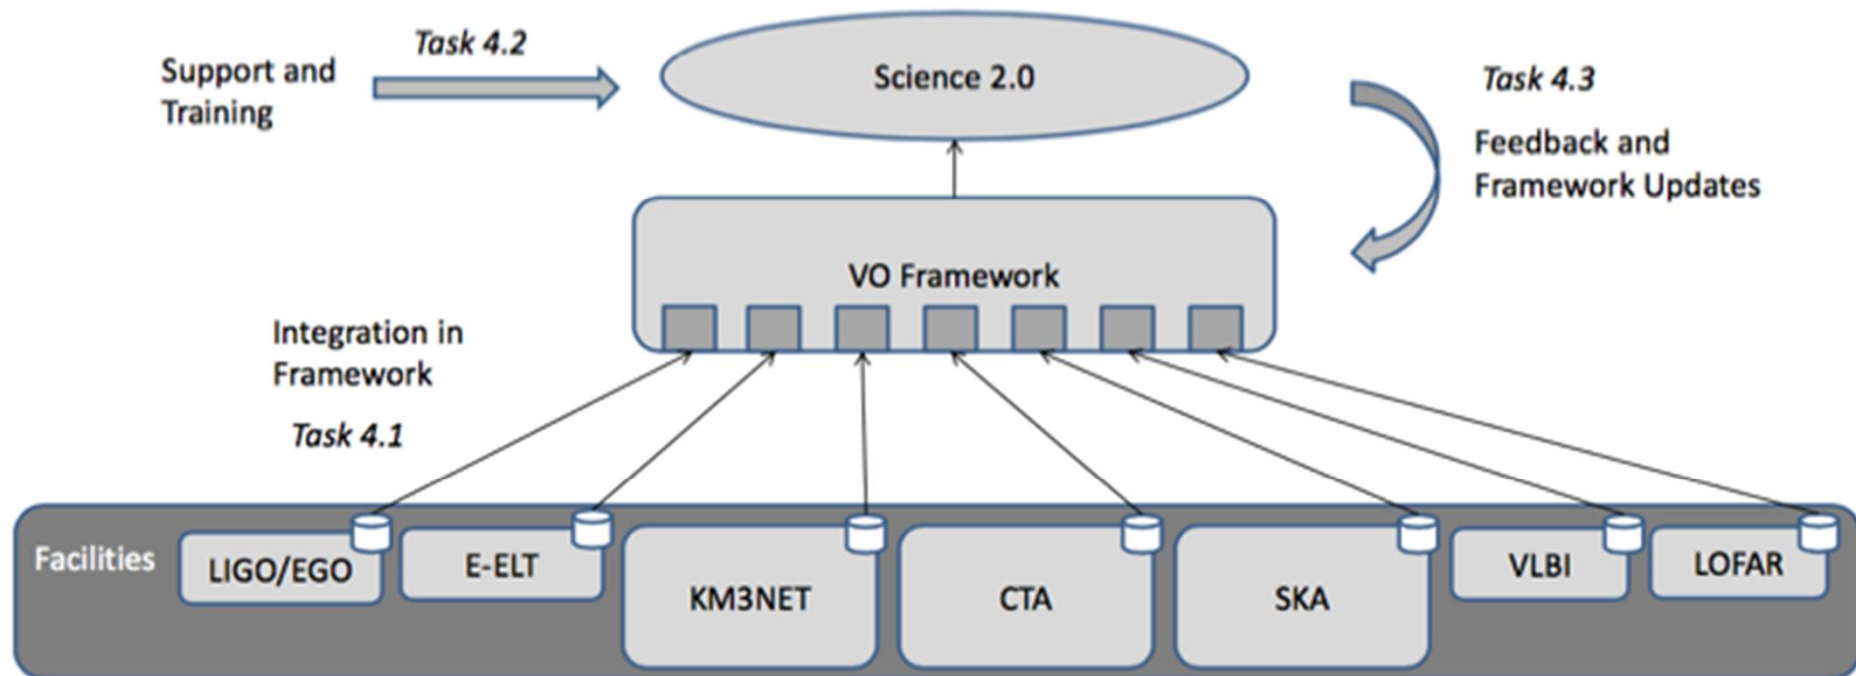 Task 4.2
Support and
Training
Science 2.0
Task 4.3
Feedback and
Framework Updates
VO Framework
Integration in
Framework
Task 4.1
Facilities
LIGO/EGO
E-ELT
KM3NET
CTA
SKA
VLBI
LOFAR